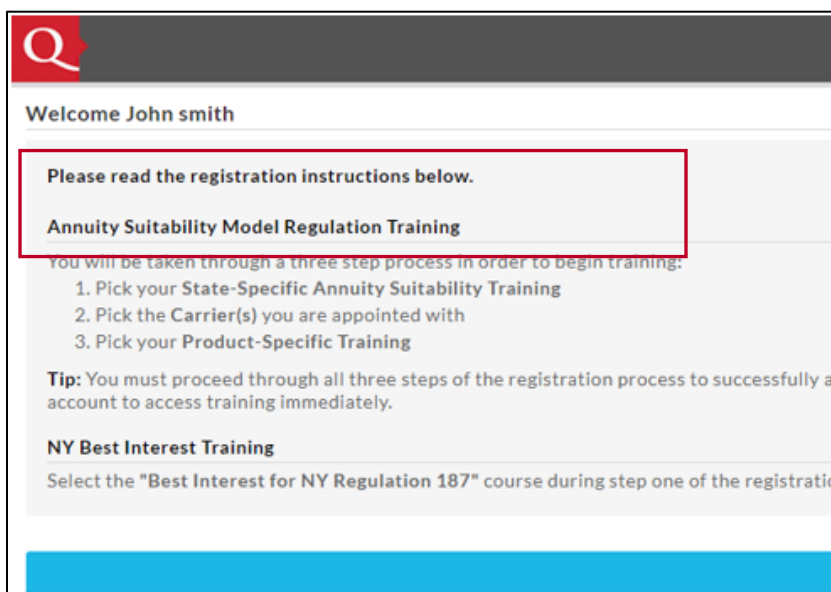 Q
Welcome John smith
Please read the registration instructions below.
Annuity Suitability Model Regulation Training
You will be taken through a three step process in order to begin training:
1. Pick your State-Specific Annuity Suitability Training
2. Pick the Carrier(s) you are appointed with
3. Pick your Product-Specific Training
Tip: You must proceed through all three steps of the registration process to successfully a
account to access training immediately.
NY Best Interest Training
Select the "Best Interest for NY Regulation 187" course during step one of the registratio